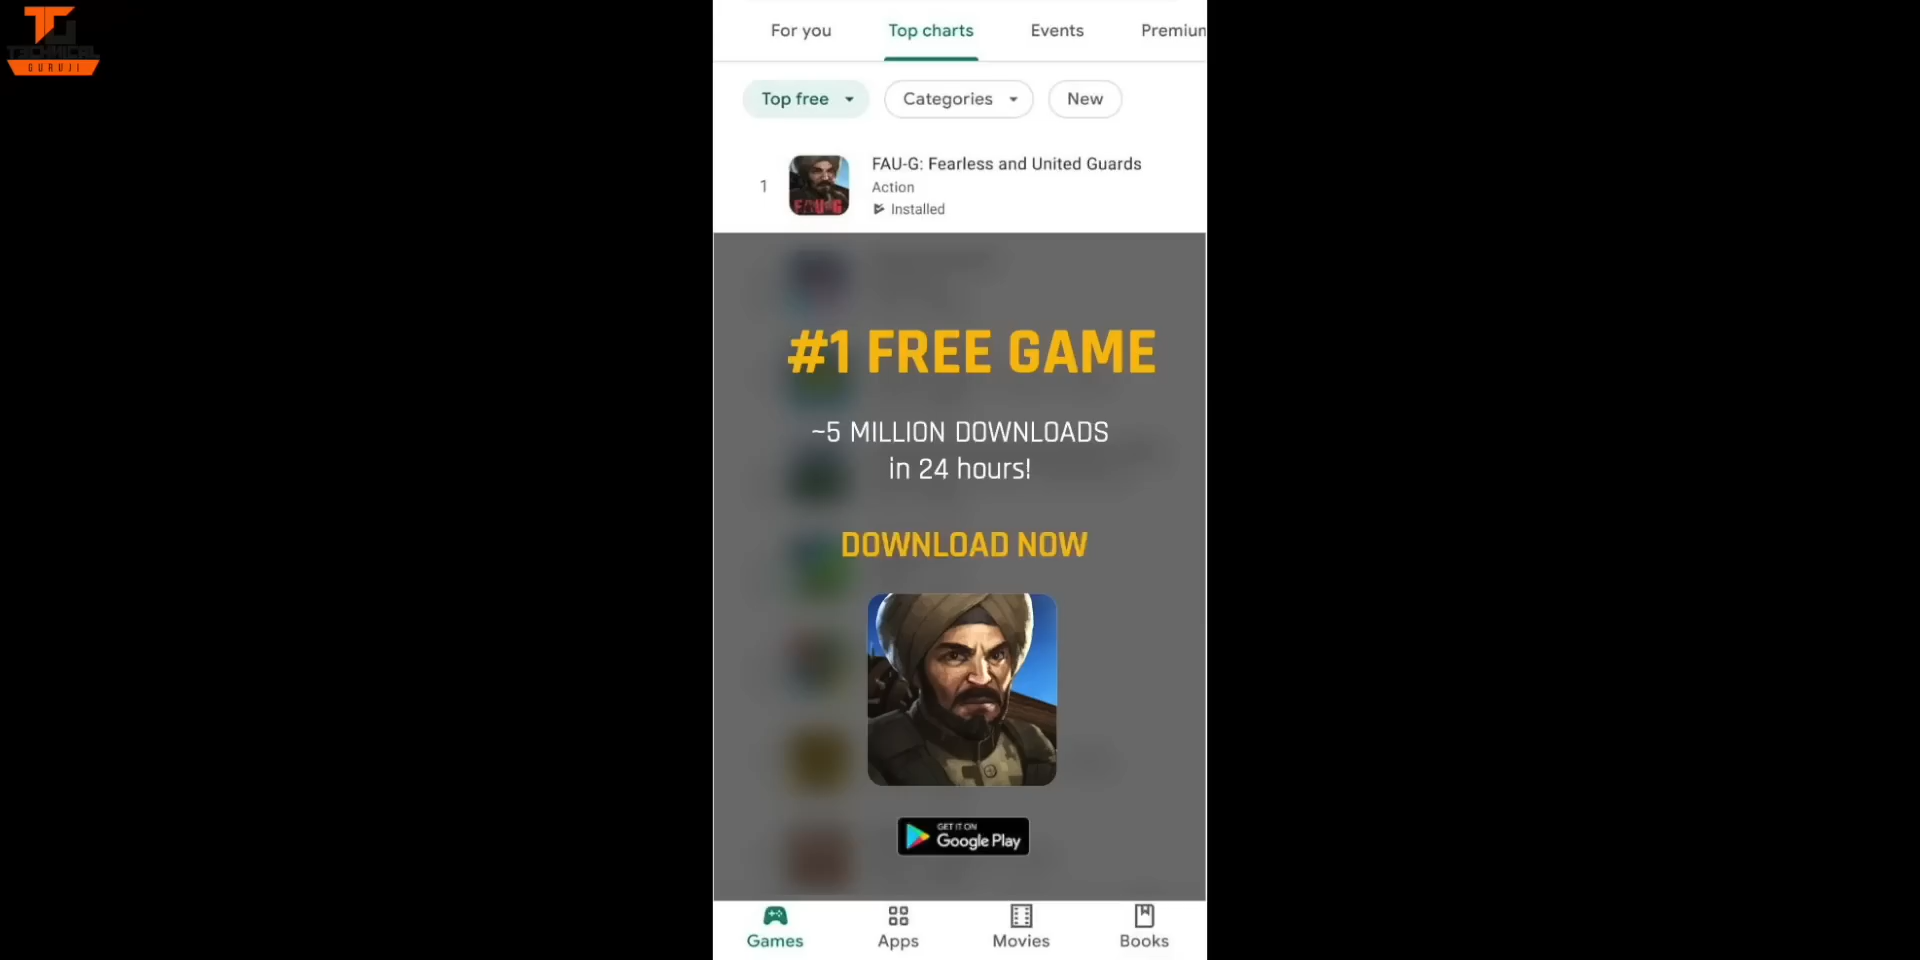 TG
TECHNICAL
GURUJI
For you Top charts Events Premium
Top free Categories New
1
FAU-G: Fearless and United Guards
FAU-G
Action
Installed
#1 FREE GAME
~5 MILLION DOWNLOADS
in 24 hours!
DOWNLOAD NOW
GET IT ON
Google Play
Games Apps Movies Books